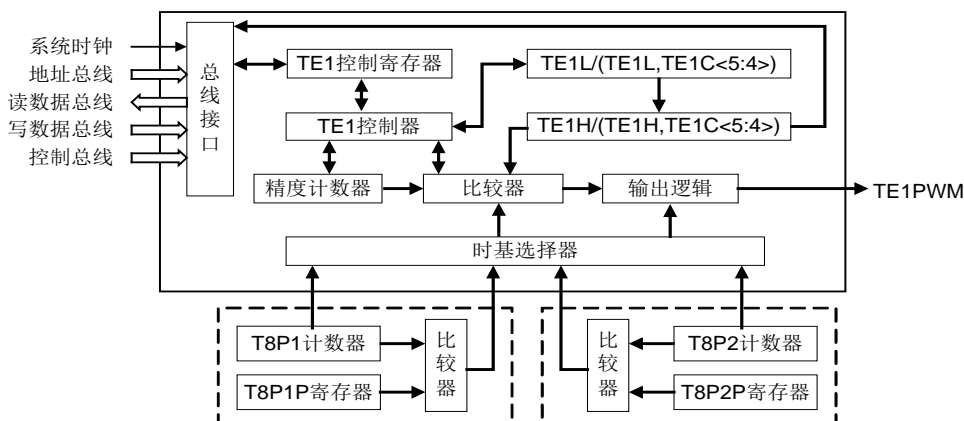 系统时钟
地址总线
读数据总线
写数据总线
控制总线
总线接口
TE1控制寄存器
TE1L/(TE1L,TE1C<5:4>)
TE1控制器
TE1H/(TE1H,TE1C<5:4>)
精度计数器
比较器
输出逻辑
TE1PWM
时基选择器
T8P1计数器
比较器
T8P1P寄存器
比较器
T8P2计数器
T8P2P寄存器